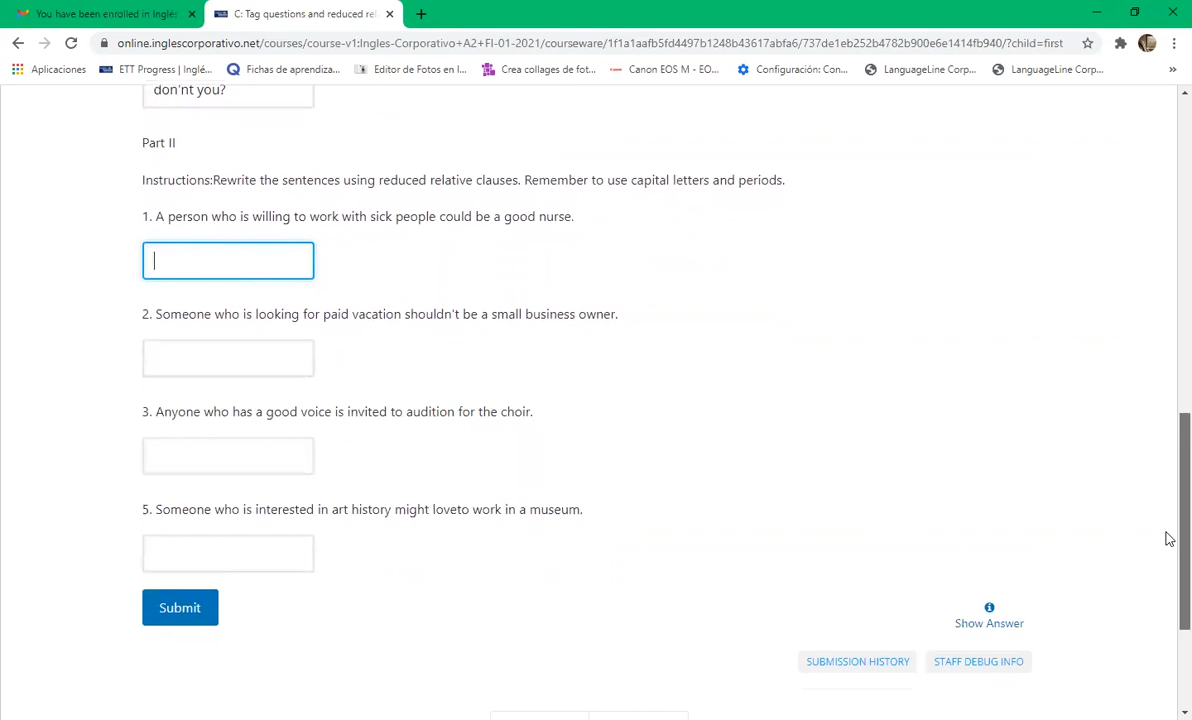 You have been enrolled in Inglés
C: Tag questions and reduced rel
online.inglescorporativo.net/courses/course-v1:Ingles-Corporativo+A2+FI-01-2021/courseware/1f1a1aafb5fd4497b1248b43617abfa6/737de1eb252b4782b900e6e1414fb940/?child=first
Aplicaciones
ETT Progress | Inglé...
Fichas de aprendiza...
Editor de Fotos en l...
Crea collages de fot...
Canon EOS M - EO...
Configuración: Con...
LanguageLine Corp...
LanguageLine Corp...
»
don'nt you?
Part II
Instructions:Rewrite the sentences using reduced relative clauses. Remember to use capital letters and periods.
1. A person who is willing to work with sick people could be a good nurse.
2. Someone who is looking for paid vacation shouldn't be a small business owner.
3. Anyone who has a good voice is invited to audition for the choir.
5. Someone who is interested in art history might loveto work in a museum.
Submit
Show Answer
SUBMISSION HISTORY
STAFF DEBUG INFO